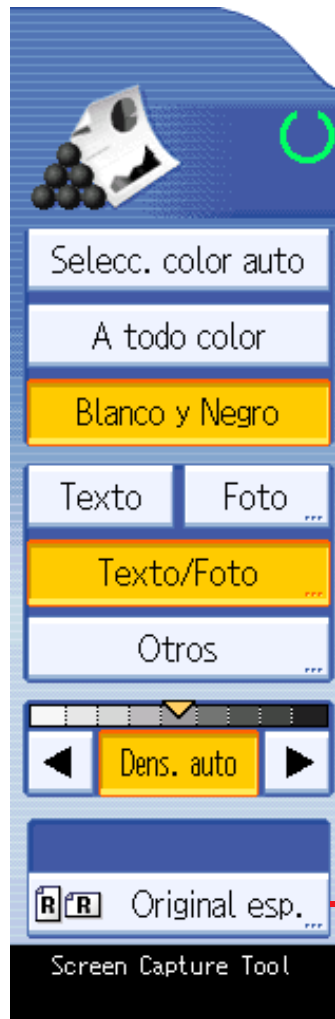 Selecc. color auto
A todo color
Blanco y Negro
Texto Foto ...
Texto/Foto ...
Otros ...
Dens. auto
R R Original esp. ...
Screen Capture Tool